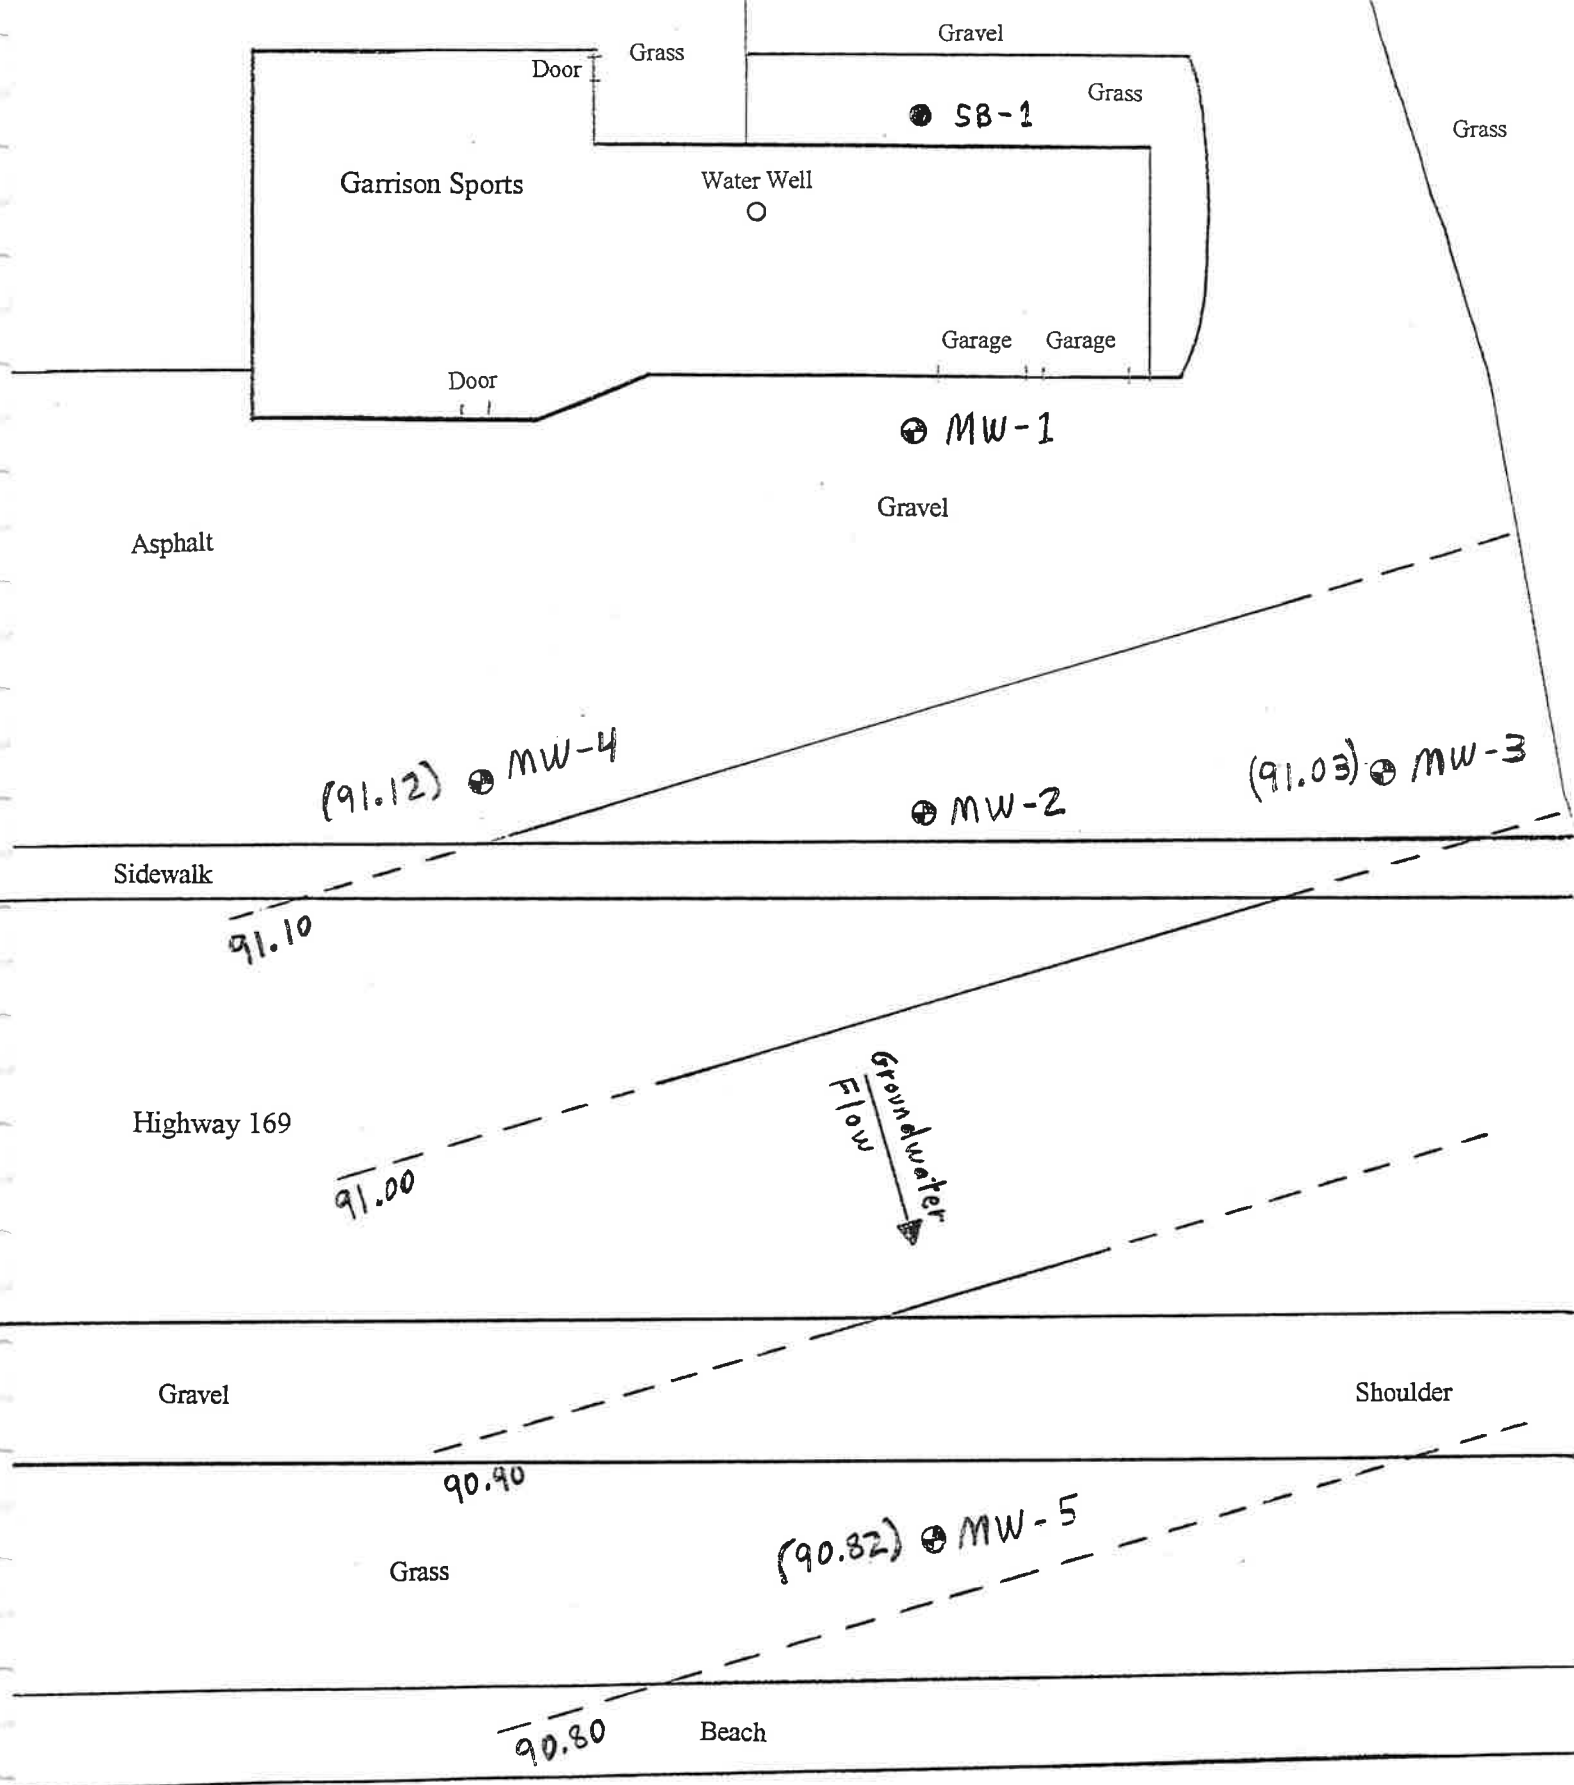 Gravel
Grass
Door
Grass
SB-1
Grass
Garrison Sports
Water Well
Garage
Garage
Door
MW-1
Gravel
Asphalt
(91.12) MW-4
(91.03) MW-3
MW-2
Sidewalk
91.10
Groundwater
Flow
Highway 169
91.00
Gravel
Shoulder
90.90
(90.82) MW-5
Grass
90.80
Beach